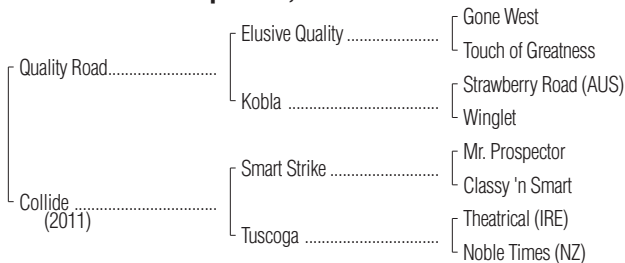 Gone West
Elusive Quality ....................
Touch of Greatness
Quality Road........................
Strawberry Road (AUS)
Kobla ...............................
Winglet
Mr. Prospector
Smart Strike .......................
Classy 'n Smart
Collide ...............................
(2011)
Theatrical (IRE)
Tuscoga .............................
Noble Times (NZ)